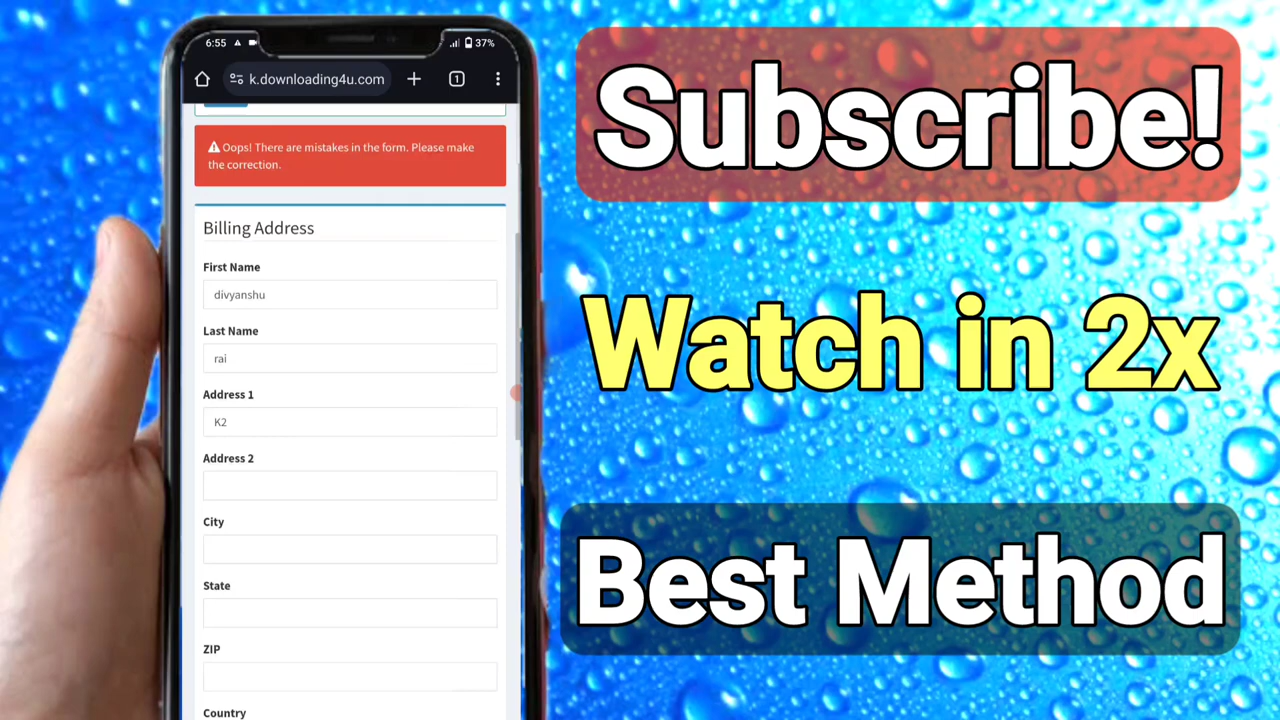 6:55
37%
k.downloading4u.com
1
Oops! There are mistakes in the form. Please make
the correction.
Billing Address
First Name
divyanshu
Last Name
rai
Address 1
K2
Address 2
City
State
ZIP
Country
Subscribe!
Watch in 2x
Best Method